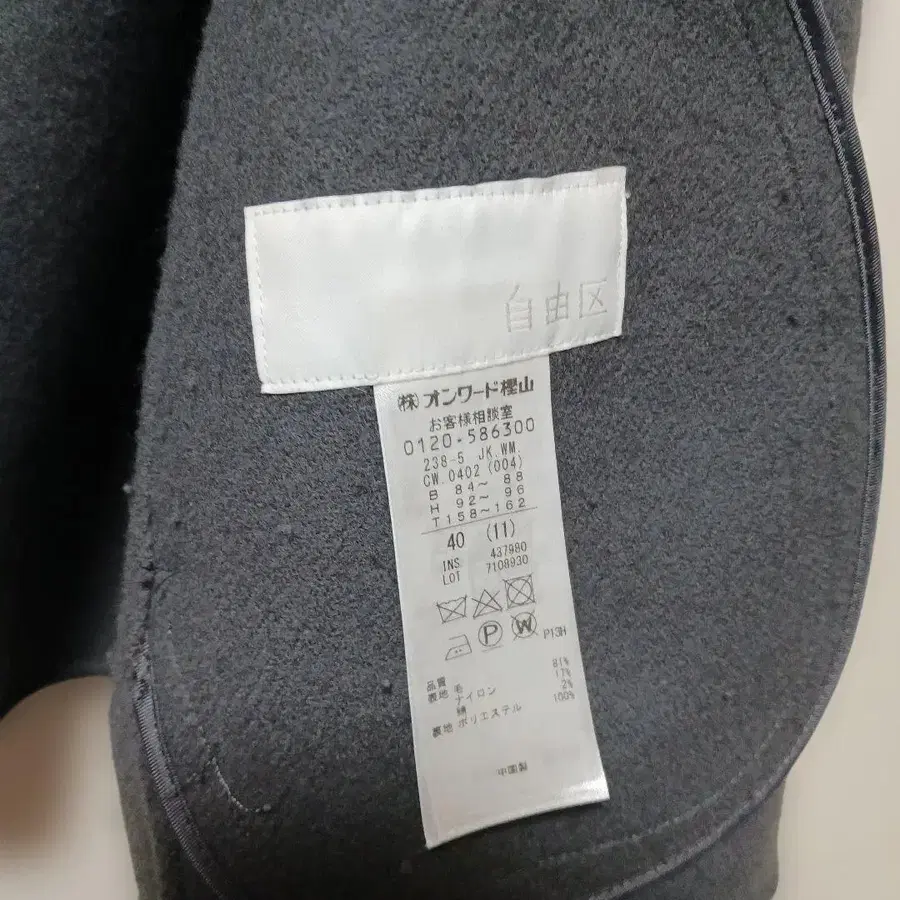 自由区
(株)オンワード樫山
お客様相談室
0120-586300
238-5 JK.WM.
CW.0402 (004)
B 84～ 88
H 92～ 96
T158～162
40 (11)
INS 437980
LOT 7108930
P W P13H
品質
表地 毛 81%
ナイロン 17%
綿 2%
裏地 ポリエステル 100%
中国製